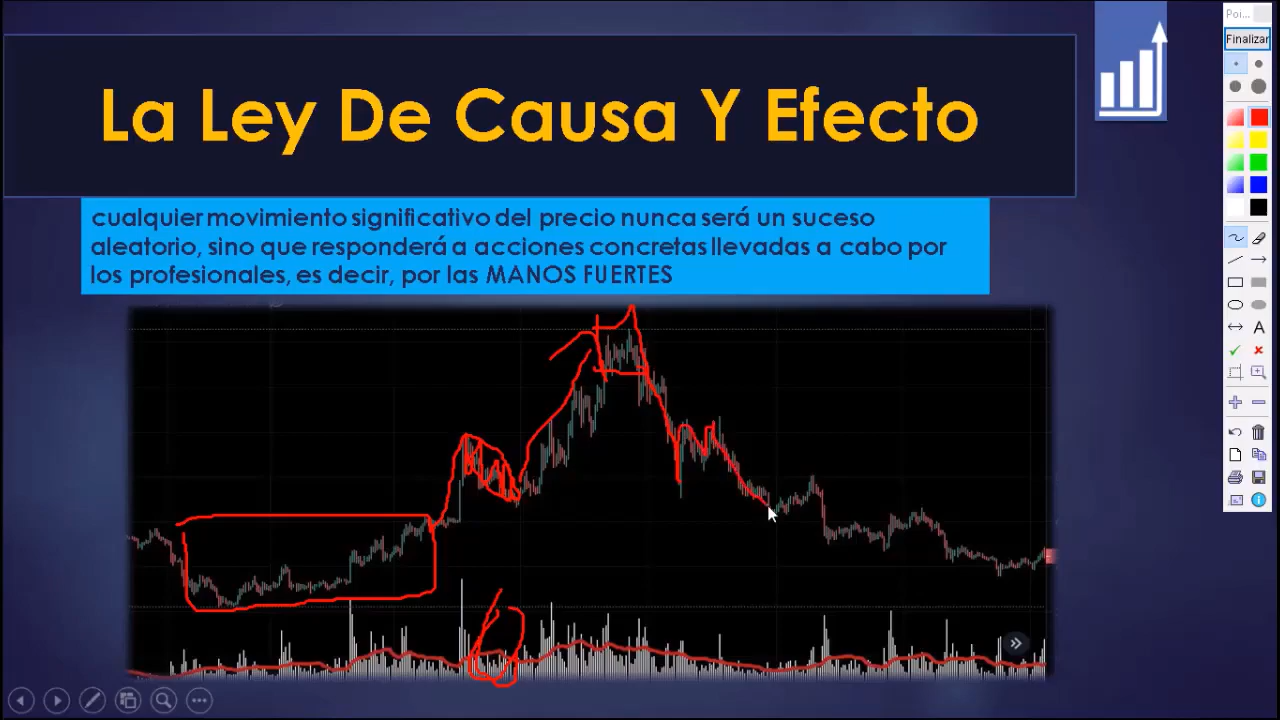 La Ley De Causa Y Efecto
cualquier movimiento significativo del precio nunca será un suceso
aleatorio, sino que responderá a acciones concretas llevadas a cabo por
los profesionales, es decir, por las MANOS FUERTES
Poi...
Finalizar
A